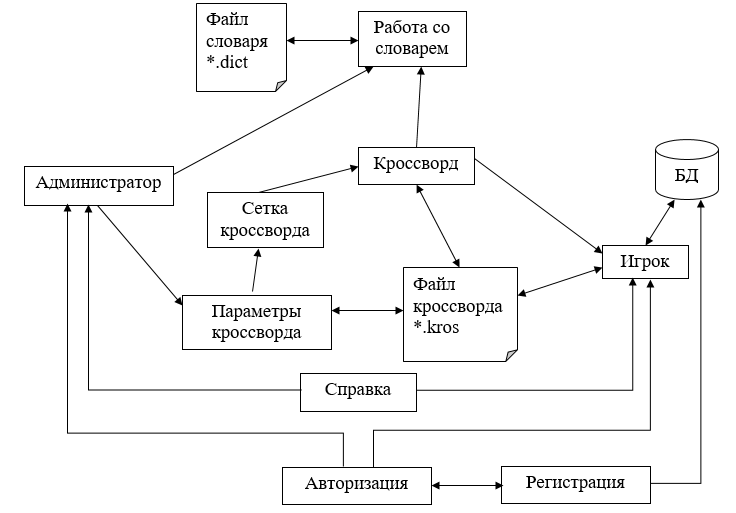 Файл
словаря
*.dict
Работа со
словарем
Кроссворд
Администратор
БД
Сетка
кроссворда
Игрок
Файл
кроссворда
*.kros
Параметры
кроссворда
Справка
Авторизация
Регистрация